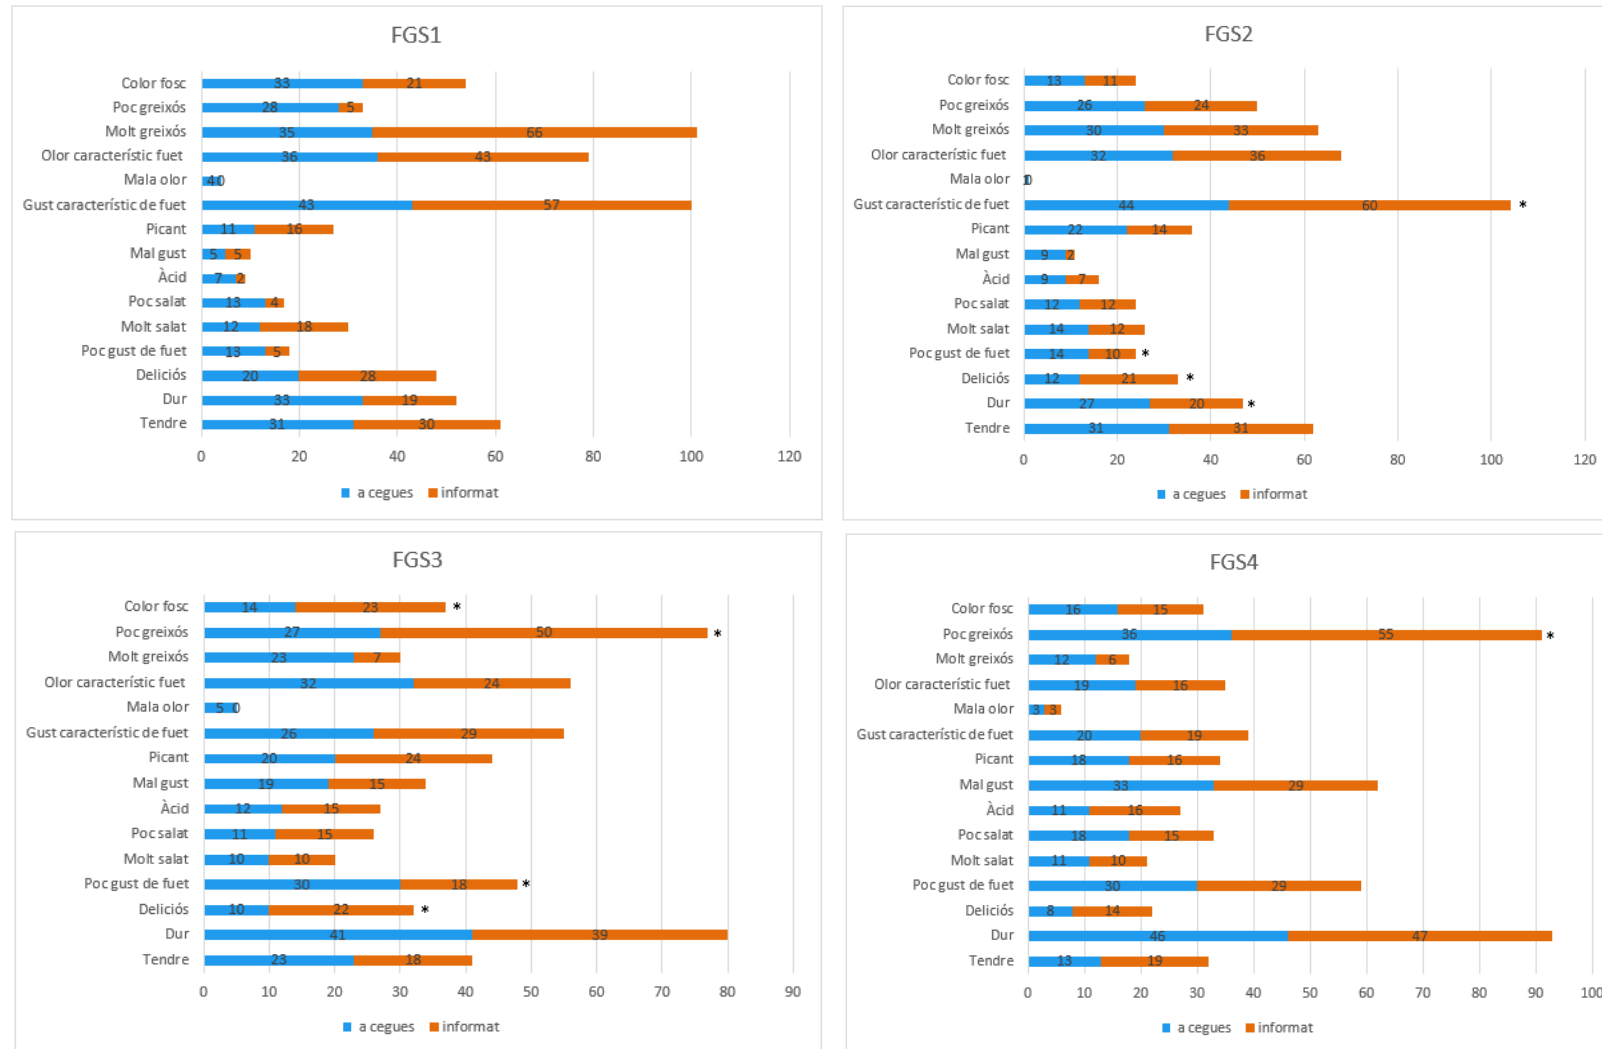 FGS1
Color fosc 33 21
Poc greixós 28 5
Molt greixós 35 66
Olor característic fuet 36 43
Mala olor 4 0
Gust característic de fuet 43 57
Picant 11 16
Mal gust 5 5
Àcid 7 2
Poc salat 13 4
Molt salat 12 18
Poc gust de fuet 13 5
Deliciós 20 28
Dur 33 19
Tendre 31 30
0 20 40 60 80 100 120
a cegues informat
FGS2
Color fosc 13 11
Poc greixós 26 24
Molt greixós 30 33
Olor característic fuet 32 36
Mala olor 1 0
Gust característic de fuet 44 60 *
Picant 22 14
Mal gust 9 2
Àcid 9 7
Poc salat 12 12
Molt salat 14 12
Poc gust de fuet 14 10 *
Deliciós 12 21 *
Dur 27 20 *
Tendre 31 31
0 20 40 60 80 100 120
a cegues informat
FGS3
Color fosc 14 23 *
Poc greixós 27 50 *
Molt greixós 23 7
Olor característic fuet 32 24
Mala olor 5 0
Gust característic de fuet 26 29
Picant 20 24
Mal gust 19 15
Àcid 12 15
Poc salat 11 15
Molt salat 10 10
Poc gust de fuet 30 18 *
Deliciós 10 22 *
Dur 41 39
Tendre 23 18
0 10 20 30 40 50 60 70 80 90
a cegues informat
FGS4
Color fosc 16 15
Poc greixós 36 55 *
Molt greixós 12 6
Olor característic fuet 19 16
Mala olor 3 3
Gust característic de fuet 20 19
Picant 18 16
Mal gust 33 29
Àcid 11 16
Poc salat 18 15
Molt salat 11 10
Poc gust de fuet 30 29
Deliciós 8 14
Dur 46 47
Tendre 13 19
0 10 20 30 40 50 60 70 80 90 100
a cegues informat